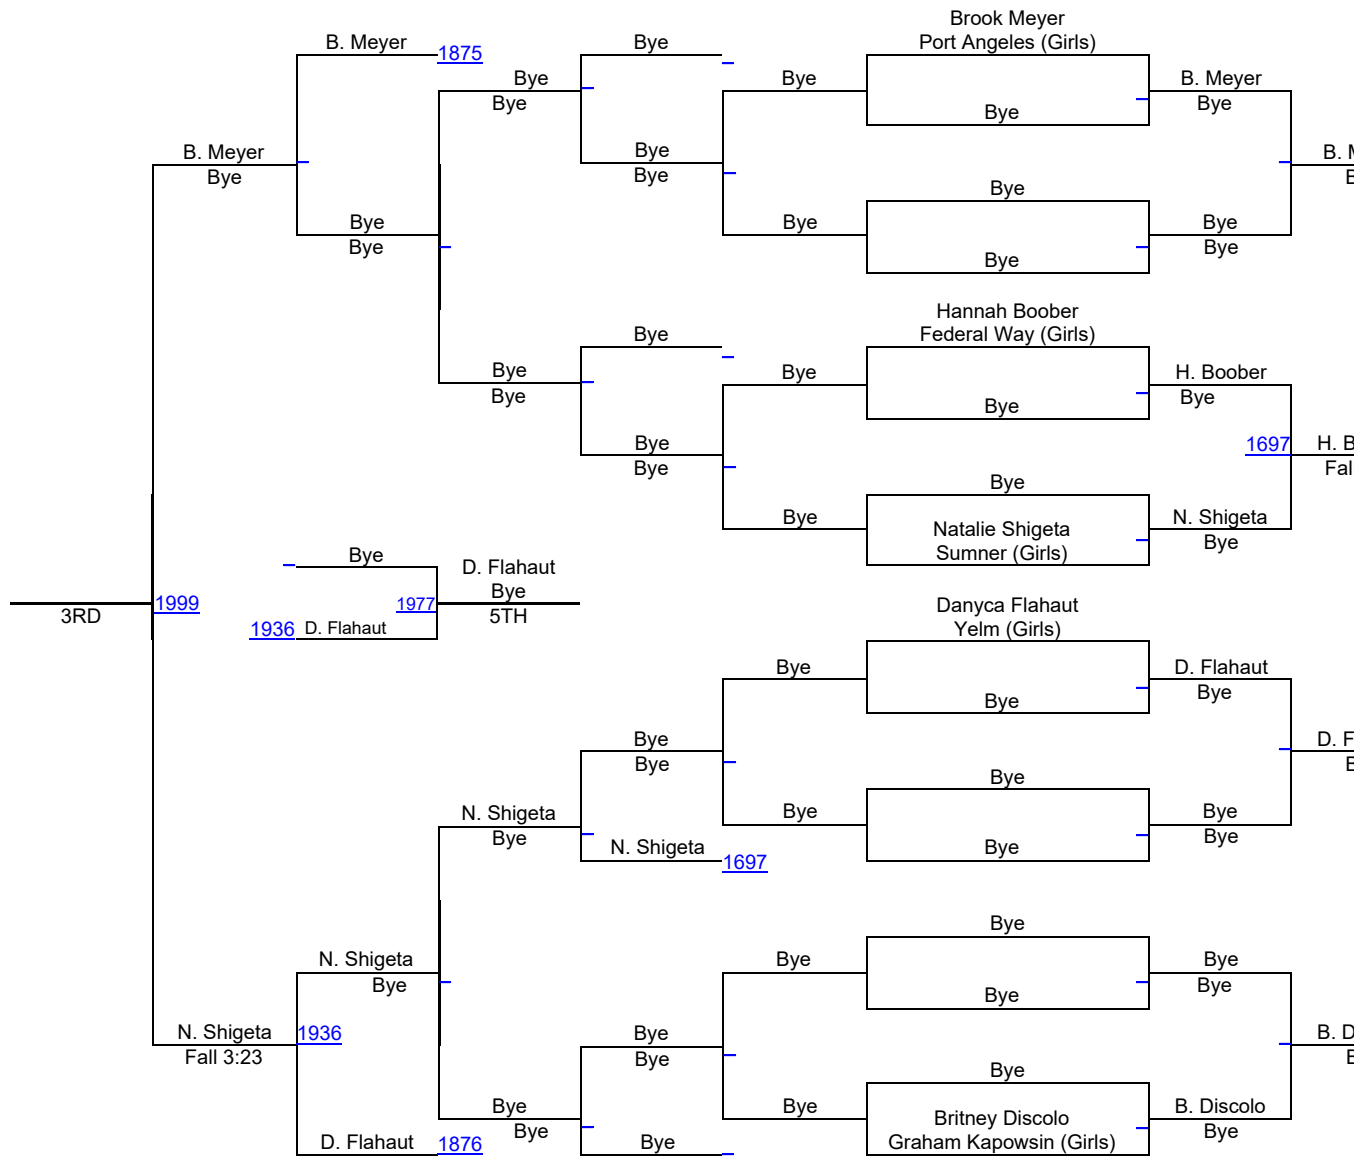 Brook Meyer
B. Meyer
1875
Bye
Port Angeles (Girls)
Bye
Bye
B. Meyer
Bye
Bye
Bye
B. Meyer
Bye
B. M
Bye
Bye
Bye
Bye
Bye
Bye
Bye
Bye
Bye
Bye
Bye
Hannah Boober
Bye
Federal Way (Girls)
Bye
Bye
H. Boober
Bye
Bye
Bye
Bye
1697
H. B
Bye
Fal
Bye
Bye
Natalie Shigeta
N. Shigeta
Sumner (Girls)
Bye
Bye
D. Flahaut
Bye
3RD
1999
1977
5TH
1936
D. Flahaut
Danyca Flahaut
Yelm (Girls)
Bye
D. Flahaut
Bye
Bye
Bye
D. F
Bye
Bye
N. Shigeta
Bye
Bye
Bye
Bye
N. Shigeta
1697
Bye
Bye
N. Shigeta
Bye
Bye
Bye
Bye
Bye
Bye
N. Shigeta
1936
Bye
B. D
Fall 3:23
Bye
Bye
Bye
Bye
Bye
Britney Discolo
B. Discolo
Bye
Bye
D. Flahaut
1876
Bye
Graham Kapowsin (Girls)